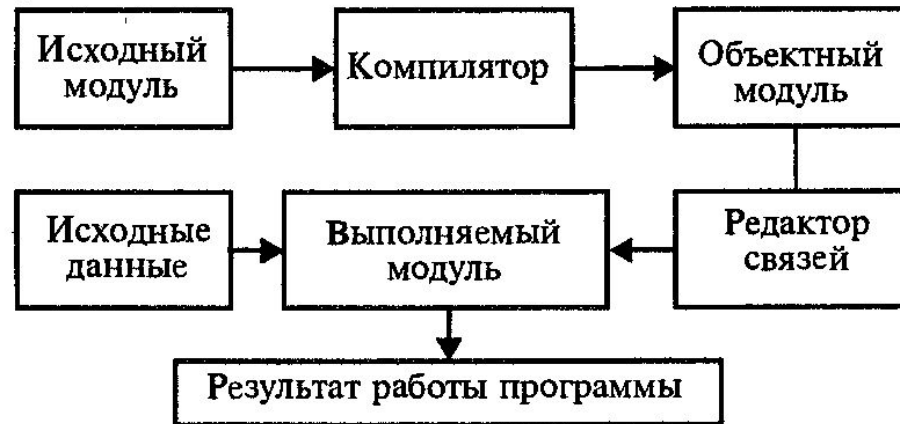 Исходный
модуль
Компилятор
Объектный
модуль
Исходные
данные
Выполняемый
модуль
Редактор
связей
Результат работы программы